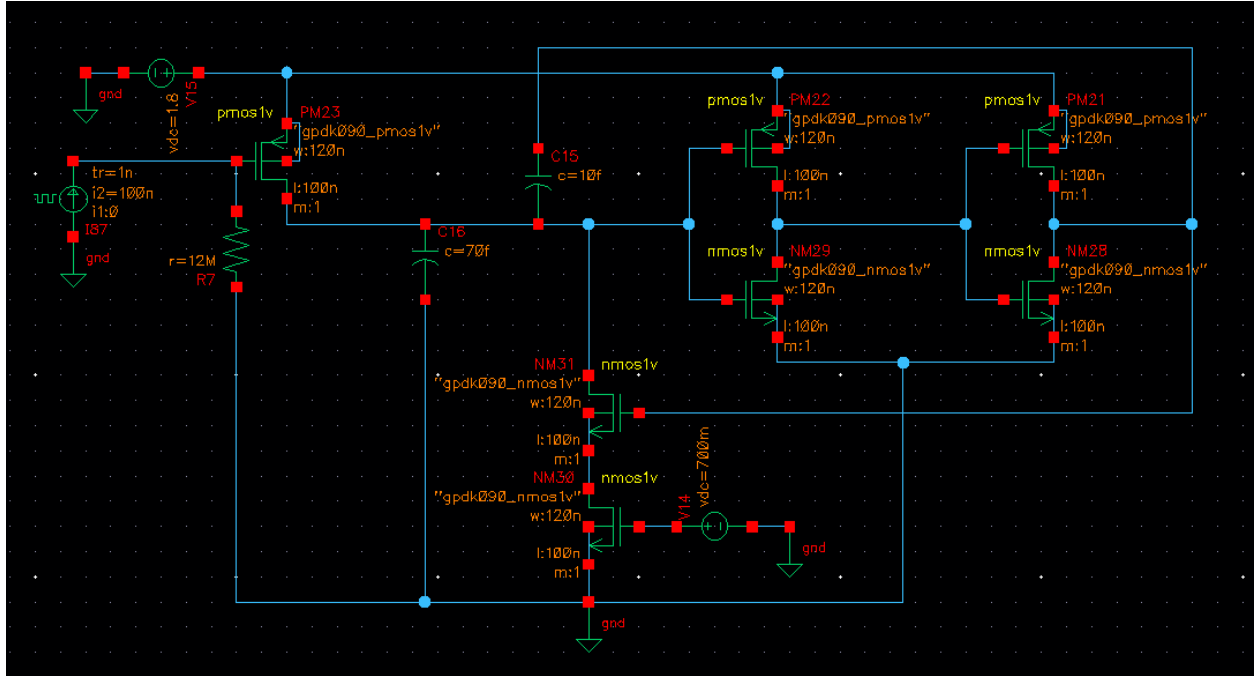 gnd
vdc=1.8
V15
pmos1v
PM23
"gpdk090_pmos1v"
w:120n
l:100n
m:1
tr=1n
i2=100n
i1:0
I87
gnd
r=12M
R7
C16
c=70f
C15
c=10f
pmos1v
PM22
"gpdk090_pmos1v"
w:120n
l:100n
m:1
pmos1v
PM21
"gpdk090_pmos1v"
w:120n
l:100n
m:1
nmos1v
NM29
"gpdk090_nmos1v"
w:120n
l:100n
m:1
nmos1v
NM28
"gpdk090_nmos1v"
w:120n
l:100n
m:1
NM31
nmos1v
"gpdk090_nmos1v"
w:120n
l:100n
m:1
NM30
nmos1v
"gpdk090_nmos1v"
w:120n
l:100n
m:1
vdc=700m
V14
gnd
gnd